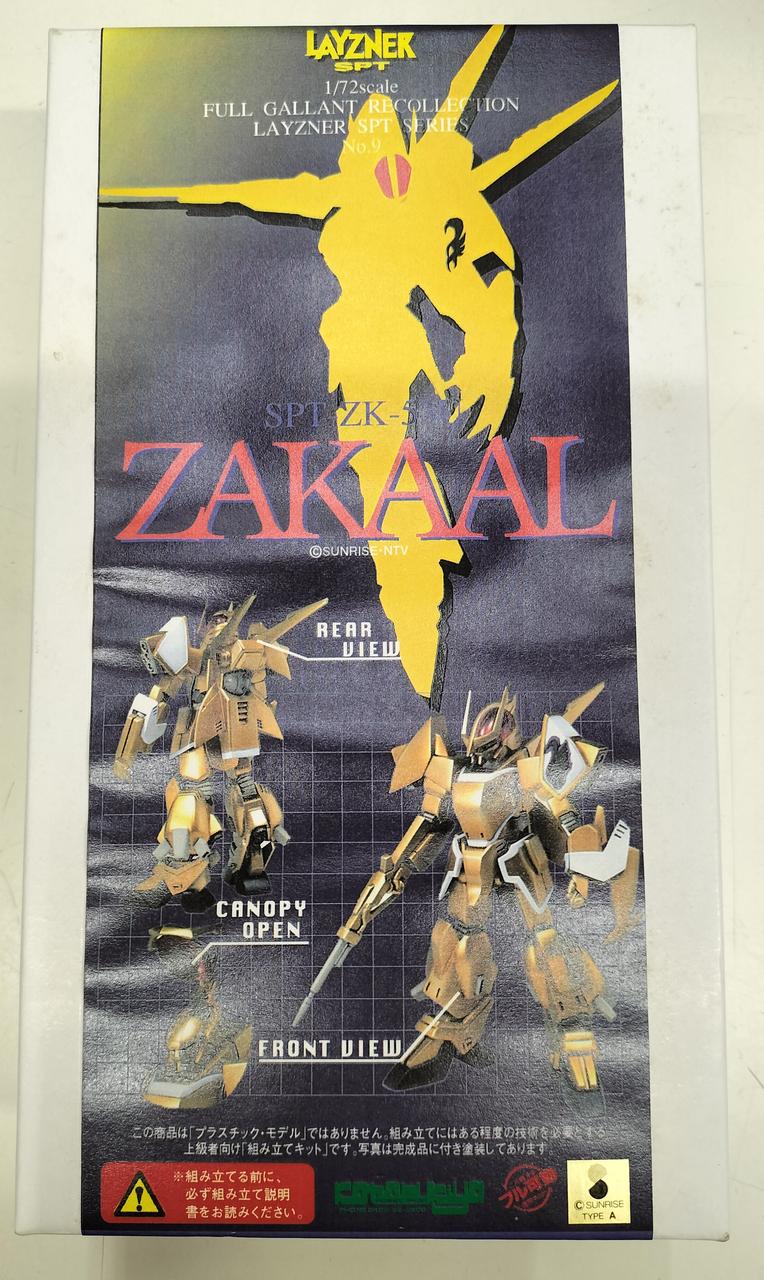 LAYZNER
SPT
1/72scale
FULL GALLANT RECOLLECTION
LAYZNER SPT SERIES
No.9
SPT-ZK-5
ZAKAAL
©SUNRISE・NTV
REAR
VIEW
CANOPY
OPEN
FRONT VIEW
この商品は「プラスチック・モデル」ではありません。組み立てにはある程度の技術を必要とする
上級者向け「組み立てキット」です。写真は完成品に付き塗装してあります。
※組み立てる前に、
必ず組み立て説明
書をお読みください。
© SUNRISE
TYPE A